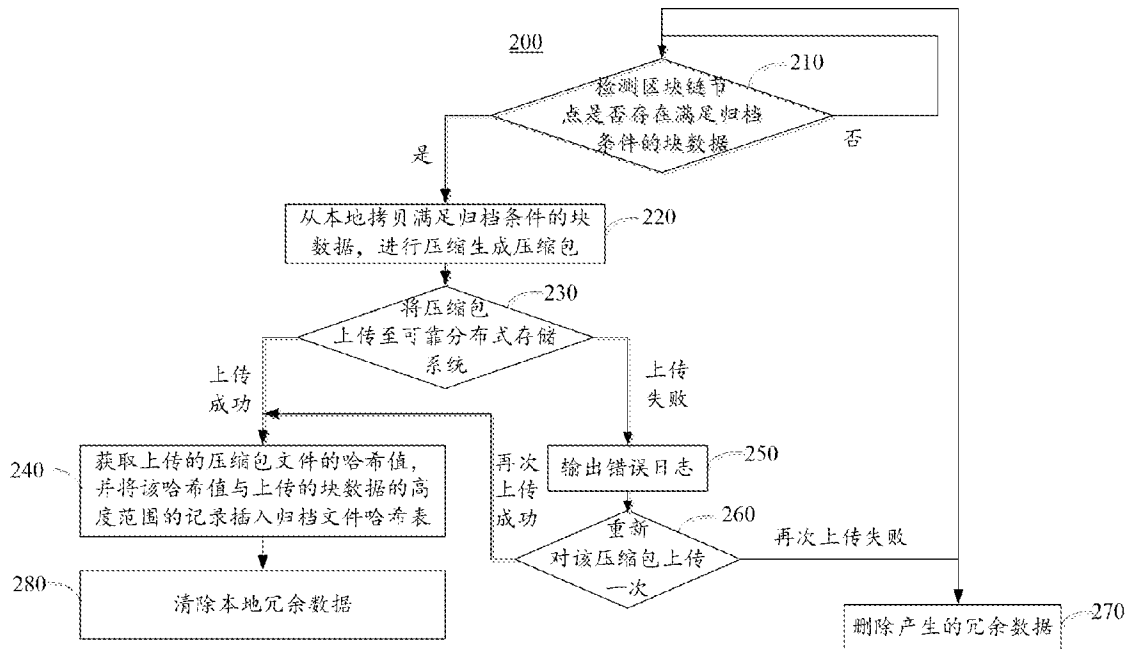 200
210
检测区块链节
点是否存在满足归档
条件的块数据
否
是
从本地拷贝满足归档条件的块
数据，进行压缩生成压缩包
220
230
将压缩包
上传至可靠分布式存储
系统
上传
成功
上传
失败
240
获取上传的压缩包文件的哈希值，
并将该哈希值与上传的块数据的高
度范围的记录插入归档文件哈希表
再次
上传
成功
输出错误日志
250
260
重新
对该压缩包上传
一次
再次上传失败
280
清除本地冗余数据
删除产生的冗余数据
270